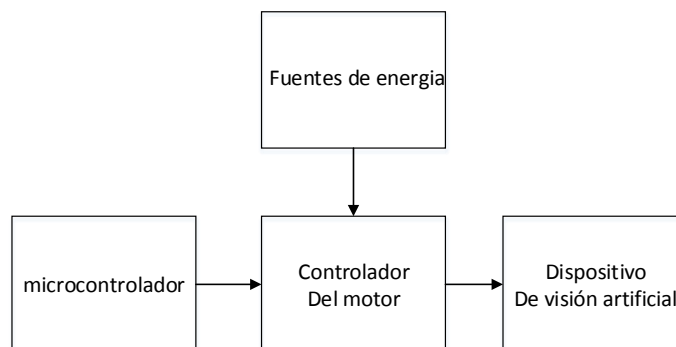 Fuentes de energia
microcontrolador
Controlador
Del motor
Dispositivo
De visión artificial